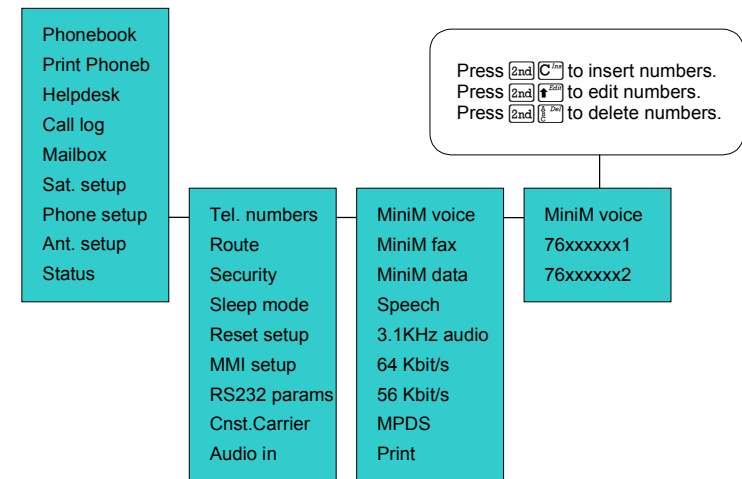 Phonebook
Print Phoneb
Helpdesk
Call log
Mailbox
Sat. setup
Phone setup
Ant. setup
Status
Press 2nd C Ins to insert numbers.
Press 2nd Edit to edit numbers.
Press 2nd Del to delete numbers.
Tel. numbers
Route
Security
Sleep mode
Reset setup
MMI setup
RS232 params
Cnst.Carrier
Audio in
MiniM voice
MiniM fax
MiniM data
Speech
3.1KHz audio
64 Kbit/s
56 Kbit/s
MPDS
Print
MiniM voice
76xxxxxx1
76xxxxxx2